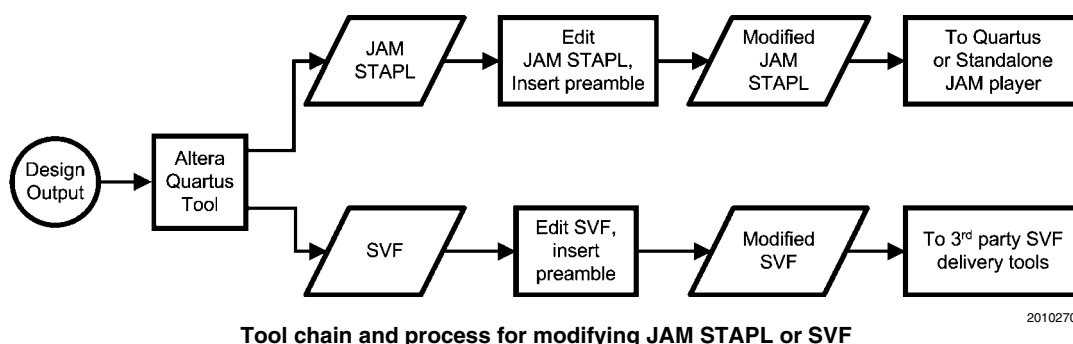 JAM
STAPL
Edit
JAM STAPL,
Insert preamble
Modified
JAM
STAPL
To Quartus
or Standalone
JAM player
Design
Output
Altera
Quartus
Tool
SVF
Edit SVF,
insert
preamble
Modified
SVF
To 3rd party SVF
delivery tools
2010270
Tool chain and process for modifying JAM STAPL or SVF